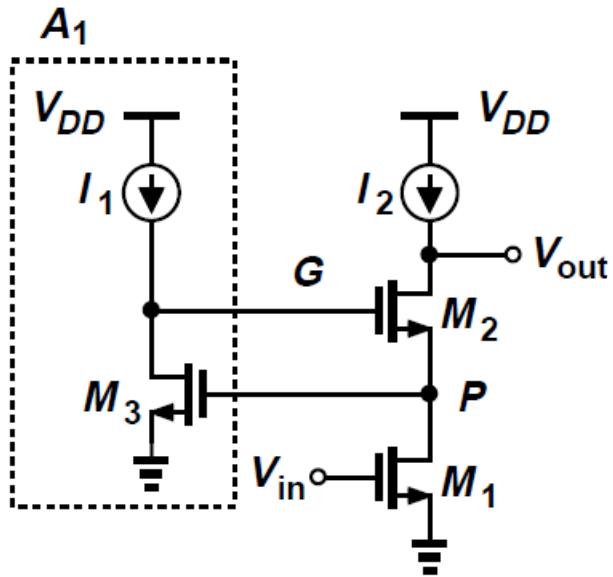 A1
VDD VDD
I1 I2
G Vout
M2
M3 P
Vin M1